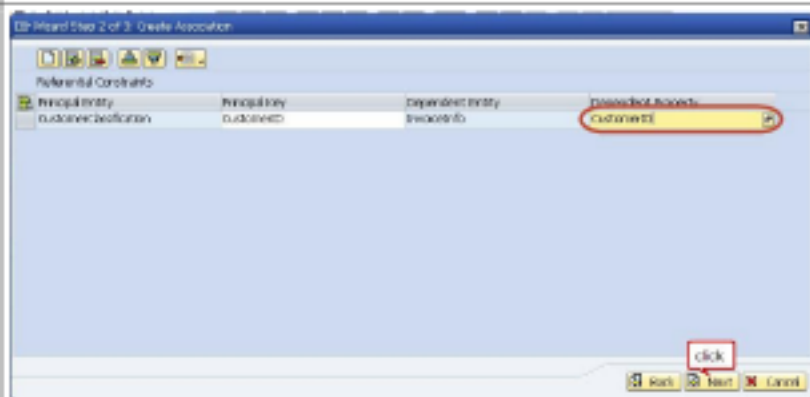 Wizard Step 2 of 3: Create Association
Referential Constraints
Principal Entity Principal Key Dependent Entity Dependent Property
CustomerClasification CustomerID InvoiceInfo CustomerID
click
Back Next Cancel